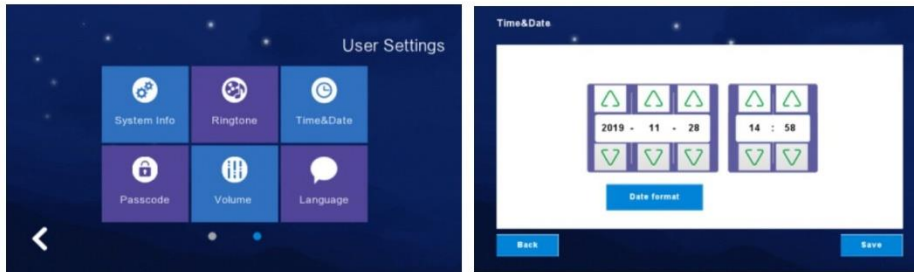 User Settings
System Info
Ringtone
Time&Date
Passcode
Volume
Language
Time&Date
2019 - 11 - 28
14 : 58
Date format
Back
Save